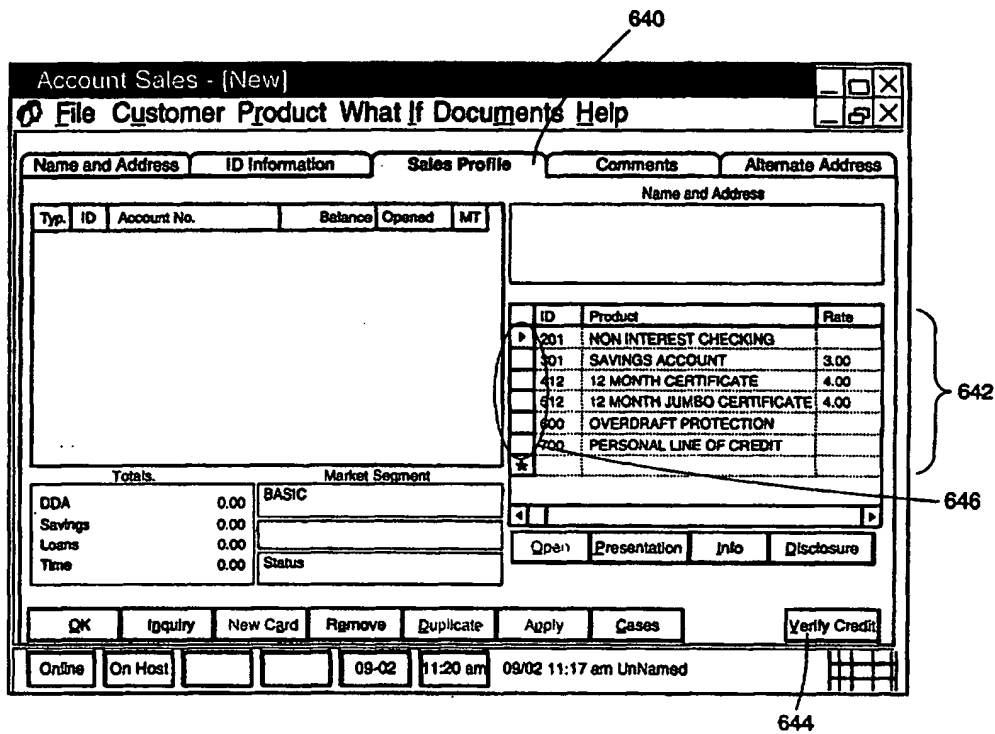 640
Account Sales - [New]
File Customer Product What If Documents Help
Name and Address ID Information Sales Profile Comments Alternate Address
Name and Address
Typ. ID Account No. Balance Opened MT
ID Product Rate
201 NON INTEREST CHECKING
301 SAVINGS ACCOUNT 3.00
412 12 MONTH CERTIFICATE 4.00
512 12 MONTH JUMBO CERTIFICATE 4.00
600 OVERDRAFT PROTECTION
700 PERSONAL LINE OF CREDIT
642
646
Totals. Market Segment
DDA 0.00 BASIC
Savings 0.00
Loans 0.00
Time 0.00 Status
Open Presentation Info Disclosure
OK Inquiry New Card Remove Duplicate Apply Cases Verify Credit
Online On Host 09-02 11:20 am 09/02 11:17 am UnNamed
644